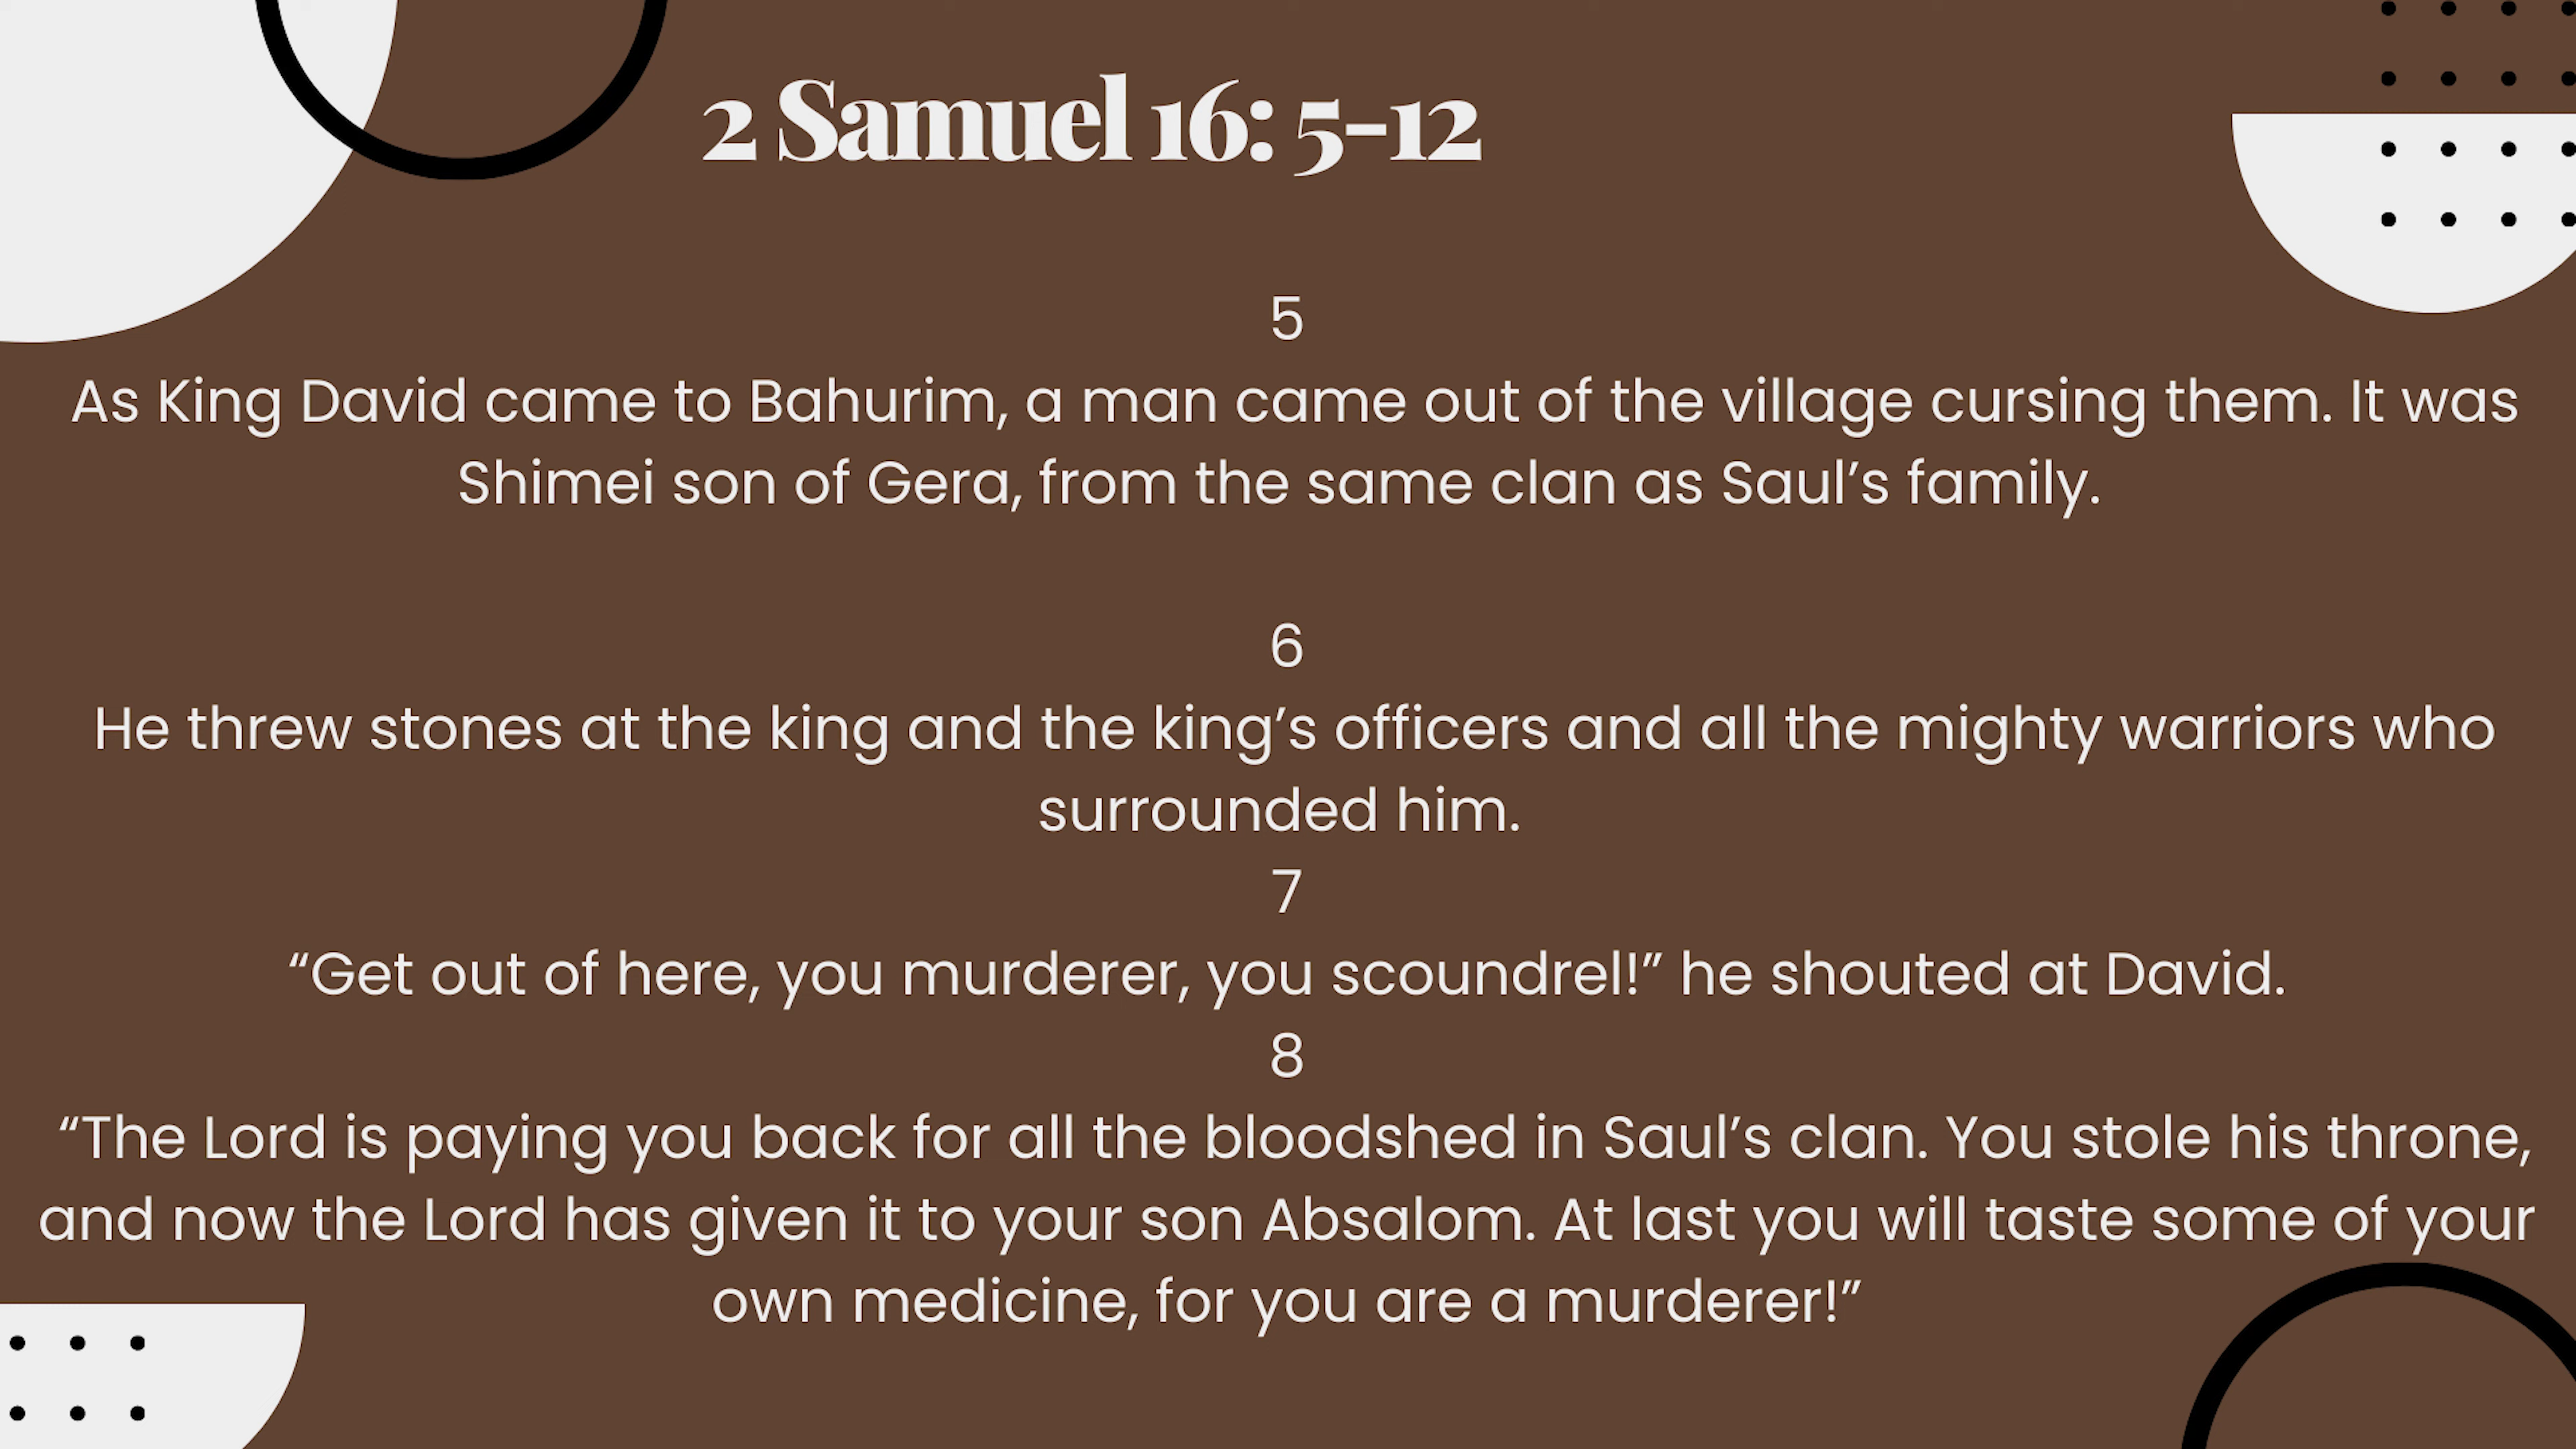 2 Samuel 16: 5-12
5
As King David came to Bahurim, a man came out of the village cursing them. It was
Shimei son of Gera, from the same clan as Saul’s family.
6
He threw stones at the king and the king’s officers and all the mighty warriors who
surrounded him.
7
“Get out of here, you murderer, you scoundrel!” he shouted at David.
8
“The Lord is paying you back for all the bloodshed in Saul’s clan. You stole his throne,
and now the Lord has given it to your son Absalom. At last you will taste some of your
own medicine, for you are a murderer!”